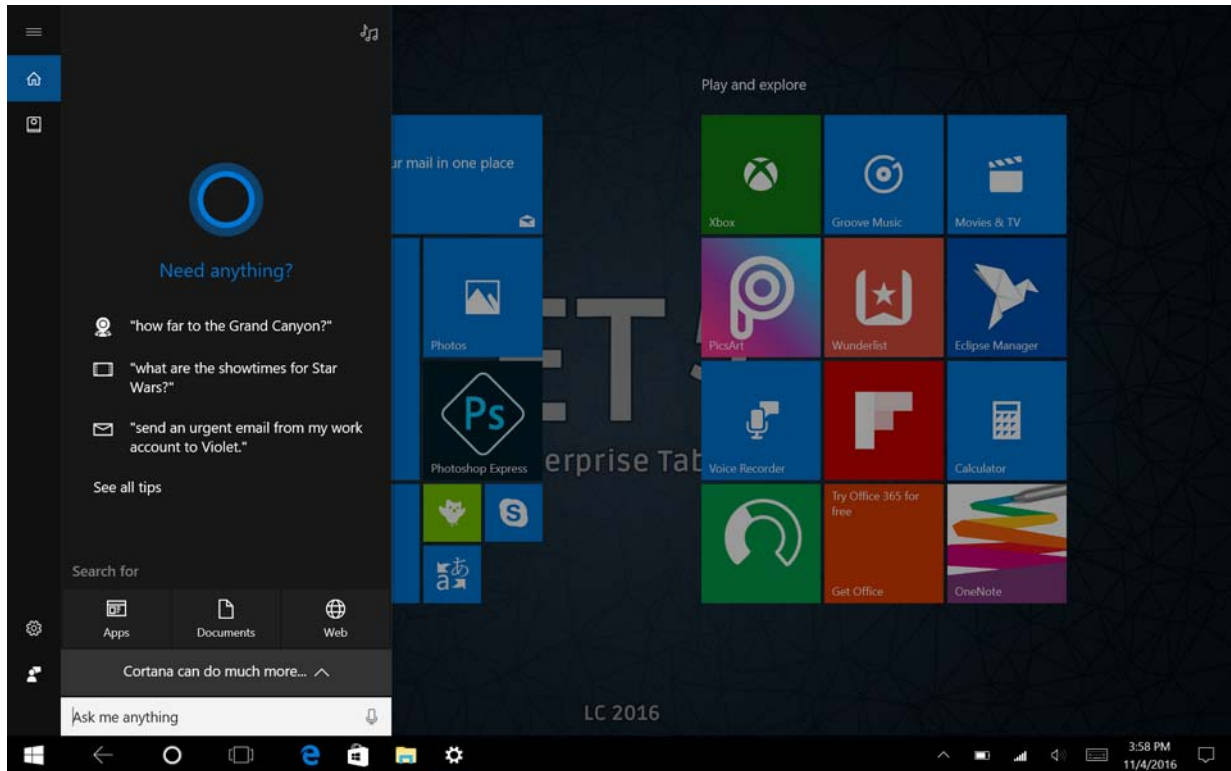 Need anything?
"how far to the Grand Canyon?"
"what are the showtimes for Star
Wars?"
"send an urgent email from my work
account to Violet."
See all tips
Search for
Apps
Documents
Web
Cortana can do much more...
Ask me anything
mail in one place
Photos
Ps
Photoshop Express
S
あ
a
ET
erprise Tab
LC 2016
Play and explore
Xbox
Groove Music
Movies & TV
PicsArt
Wunderlist
Eclipse Manager
Voice Recorder
Calculator
Try Office 365 for
free
Get Office
OneNote
3:58 PM
11/4/2016